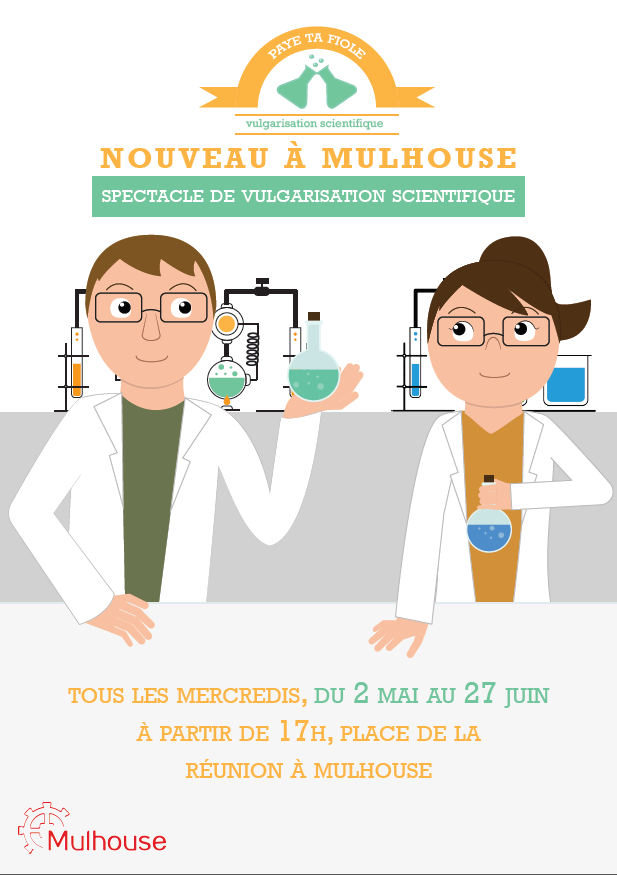 PAYE TA FIOLE
vulgarisation scientifique
NOUVEAU À MULHOUSE
SPECTACLE DE VULGARISATION SCIENTIFIQUE
TOUS LES MERCREDIS, DU 2 MAI AU 27 JUIN
À PARTIR DE 17H, PLACE DE LA
RÉUNION À MULHOUSE
Mulhouse